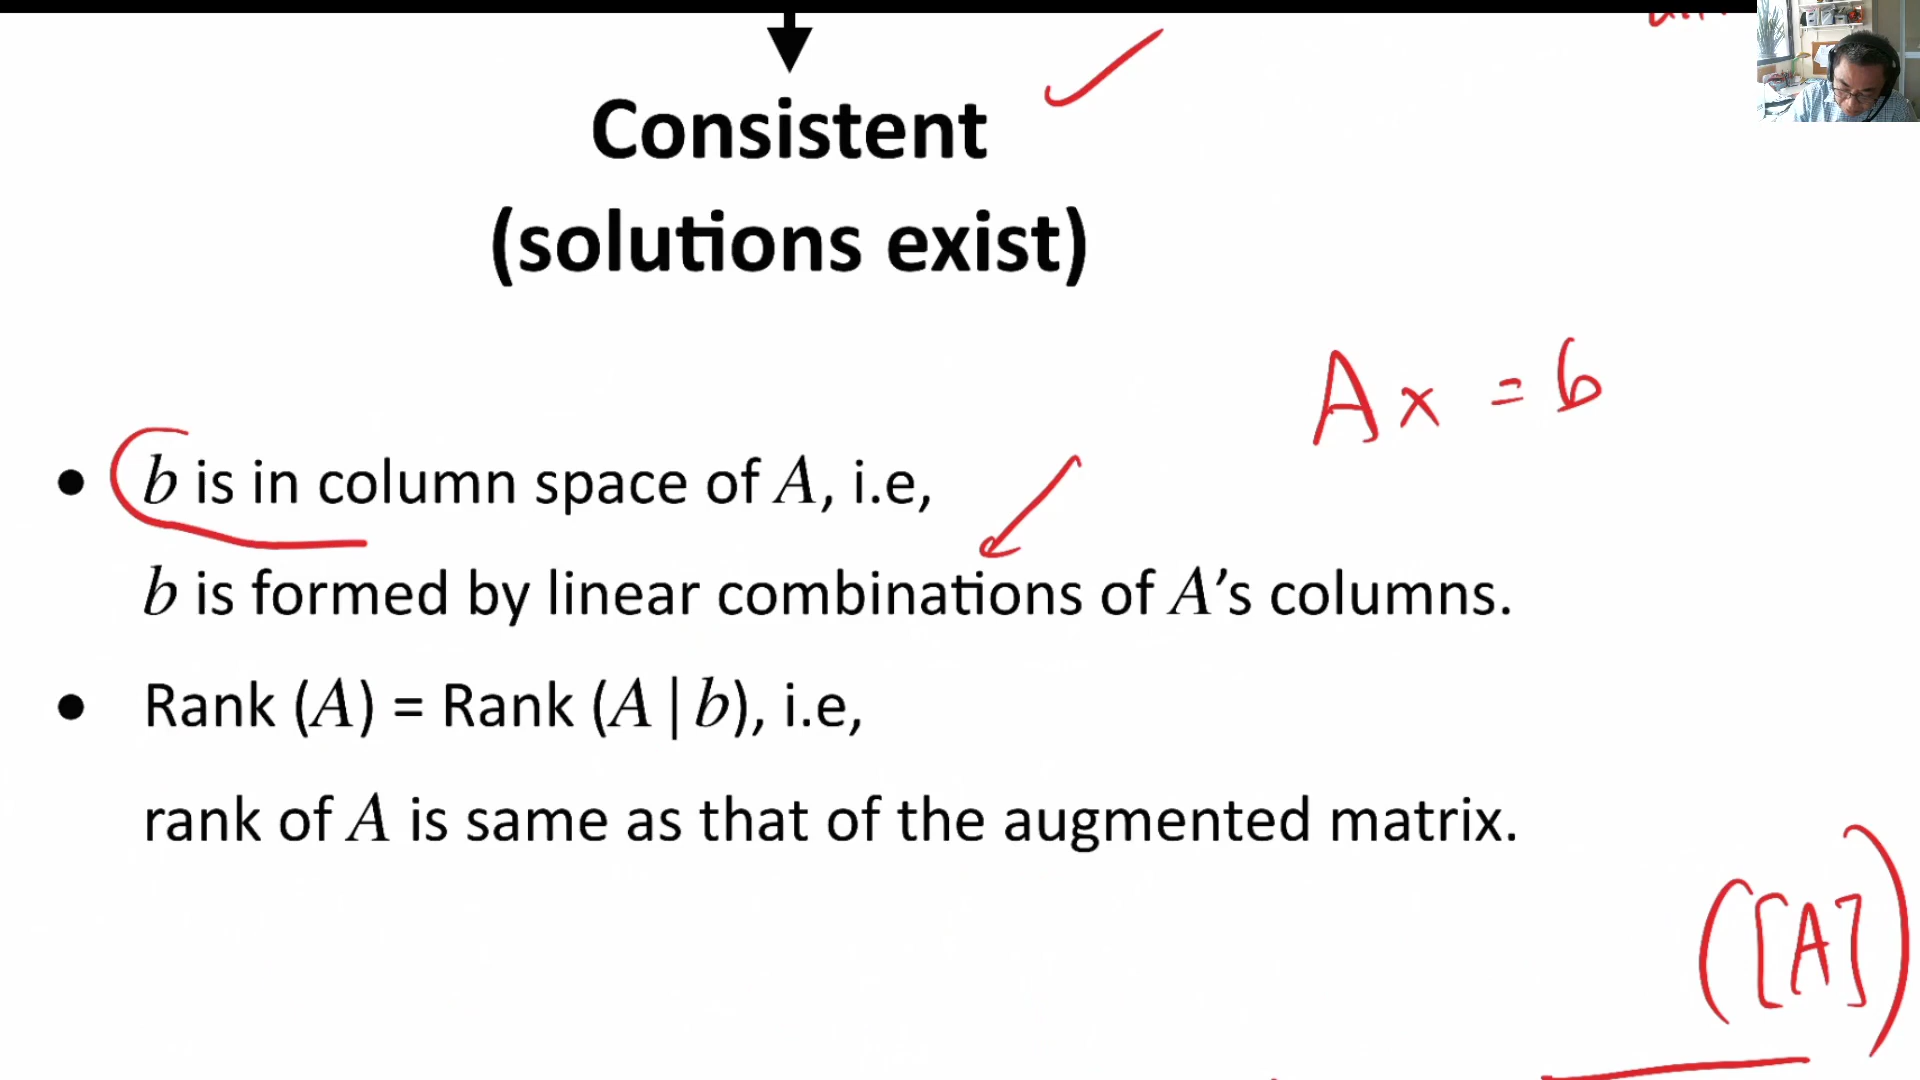 Consistent
(solutions exist)
Ax = b
• b is in column space of A, i.e,
b is formed by linear combinations of A’s columns.
• Rank (A) = Rank (A | b), i.e,
rank of A is same as that of the augmented matrix.
([A])